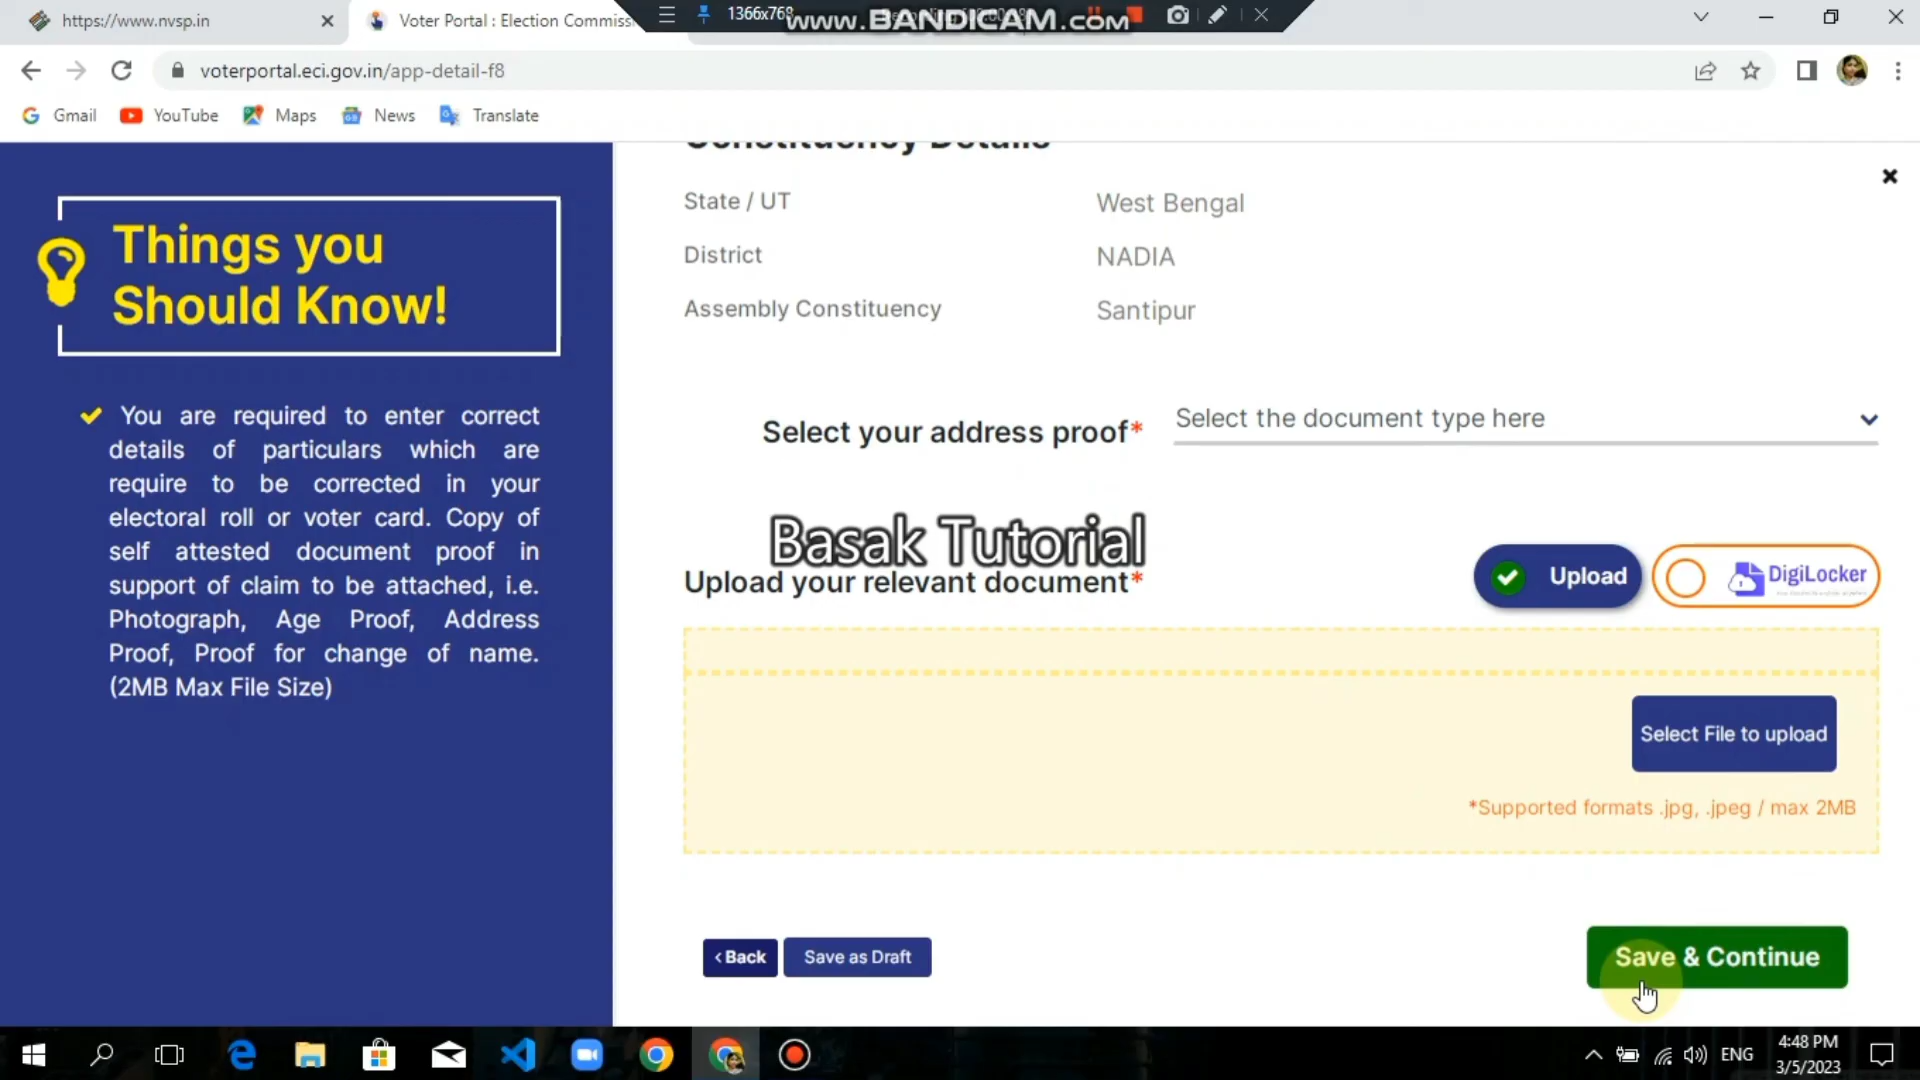 https://www.nvsp.in
Voter Portal : Election Commiss
1366x768
www.BANDICAM.com
voterportal.eci.gov.in/app-detail-f8
Gmail
YouTube
Maps
News
Translate
Things you
Should Know!
You are required to enter correct
details of particulars which are
require to be corrected in your
electoral roll or voter card. Copy of
self attested document proof in
support of claim to be attached, i.e.
Photograph, Age Proof, Address
Proof, Proof for change of name.
(2MB Max File Size)
Constituency Details
State / UT
West Bengal
District
NADIA
Assembly Constituency
Santipur
Select your address proof*
Select the document type here
Basak Tutorial
Upload your relevant document*
Upload
DigiLocker
Select File to upload
*Supported formats .jpg, .jpeg / max 2MB
‹ Back
Save as Draft
Save & Continue
ENG
4:48 PM
3/5/2023